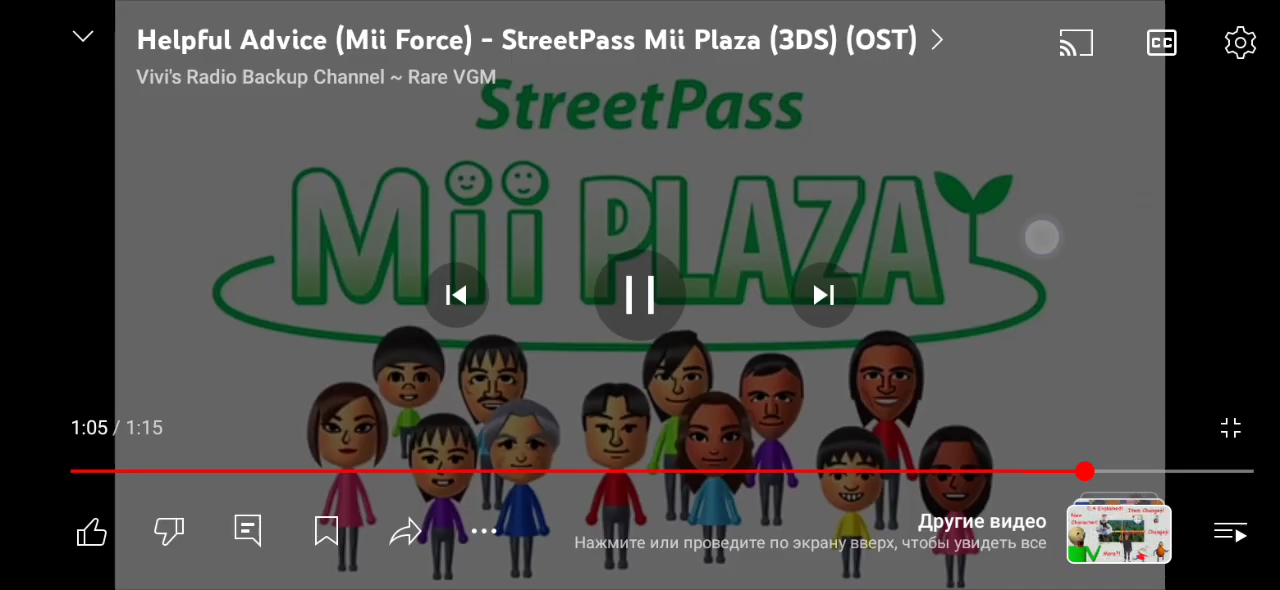 Helpful Advice (Mii Force) - StreetPass Mii Plaza (3DS) (OST)
Vivi's Radio Backup Channel ~ Rare VGM
CC
StreetPass
Mii PLAZA
1:05 / 1:15
Другие видео
Нажмите или проведите по экрану вверх, чтобы увидеть все